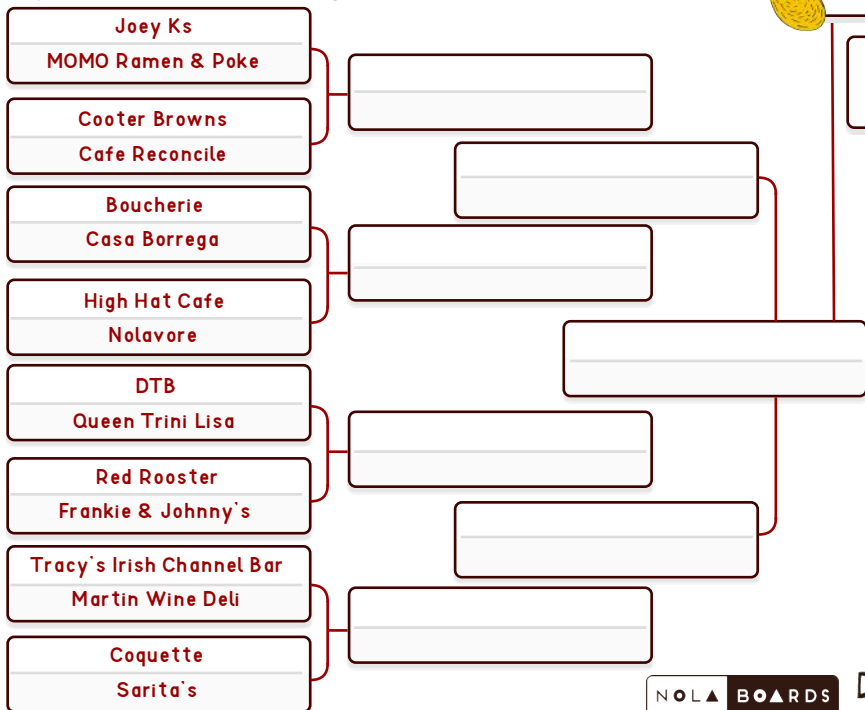 Joey Ks
MOMO Ramen & Poke
Cooter Browns
Cafe Reconcile
Boucherie
Casa Borrega
High Hat Cafe
Nolavore
DTB
Queen Trini Lisa
Red Rooster
Frankie & Johnny's
Tracy's Irish Channel Bar
Martin Wine Deli
Coquette
Sarita's
NOLA BOARDS